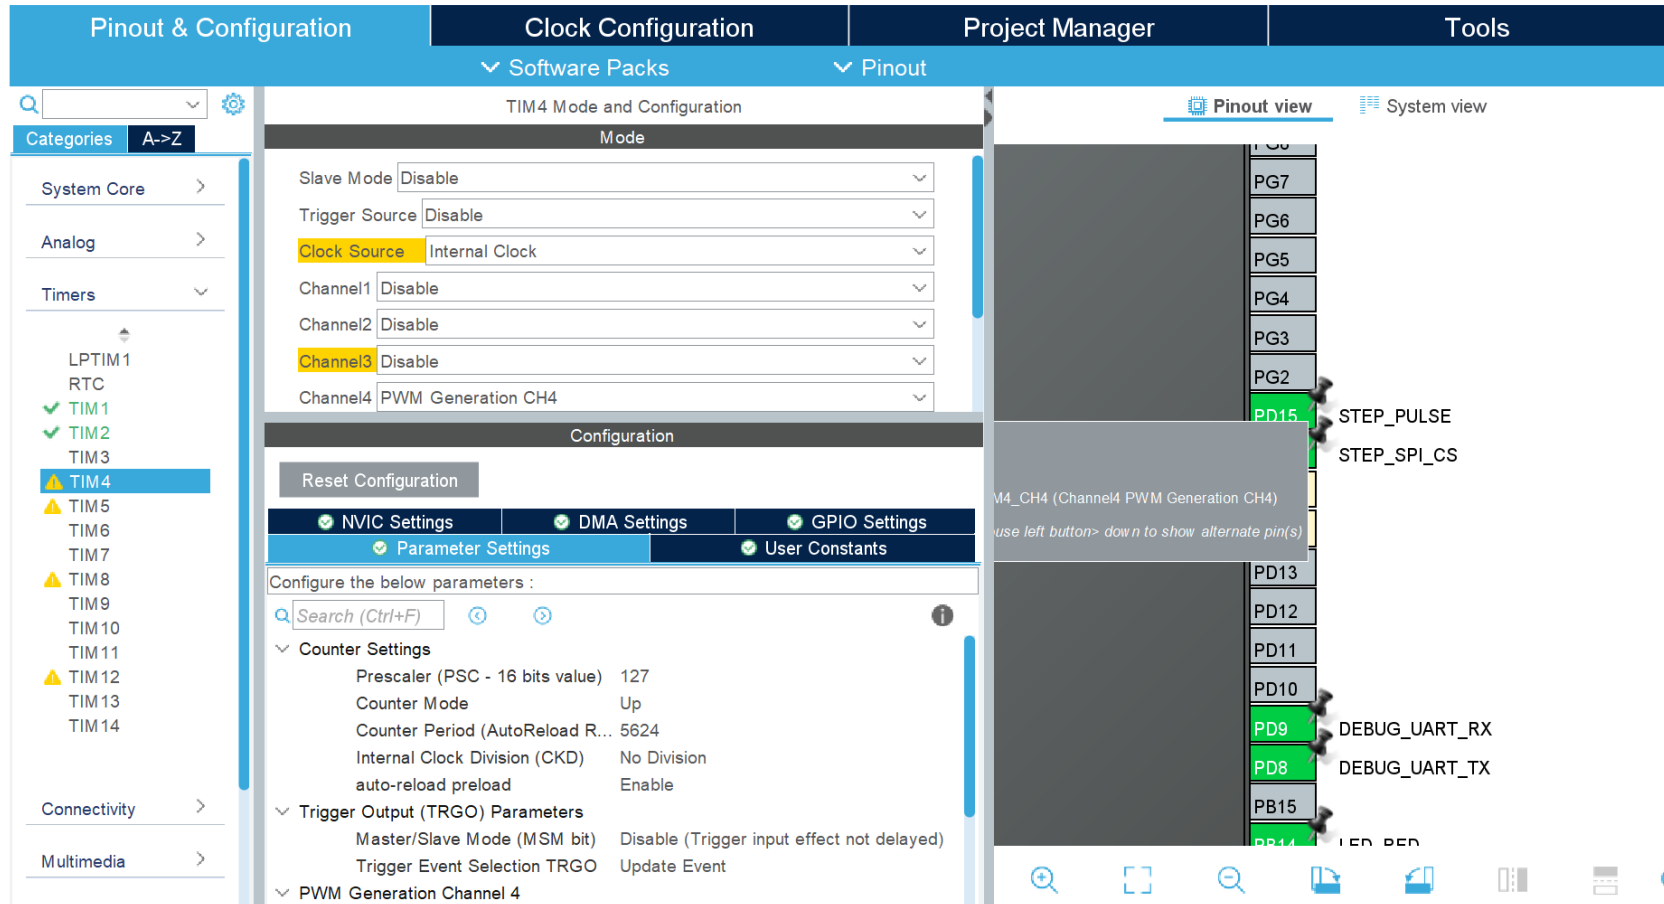 Pinout & Configuration
Clock Configuration
Project Manager
Tools
Software Packs
Pinout
Categories
A->Z
System Core
Analog
Timers
LPTIM1
RTC
TIM1
TIM2
TIM3
TIM4
TIM5
TIM6
TIM7
TIM8
TIM9
TIM10
TIM11
TIM12
TIM13
TIM14
Connectivity
Multimedia
TIM4 Mode and Configuration
Mode
Slave Mode Disable
Trigger Source Disable
Clock Source Internal Clock
Channel1 Disable
Channel2 Disable
Channel3 Disable
Channel4 PWM Generation CH4
Configuration
Reset Configuration
NVIC Settings
DMA Settings
GPIO Settings
Parameter Settings
User Constants
Configure the below parameters :
Search (Ctrl+F)
Counter Settings
Prescaler (PSC - 16 bits value) 127
Counter Mode Up
Counter Period (AutoReload R... 5624
Internal Clock Division (CKD) No Division
auto-reload preload Enable
Trigger Output (TRGO) Parameters
Master/Slave Mode (MSM bit) Disable (Trigger input effect not delayed)
Trigger Event Selection TRGO Update Event
PWM Generation Channel 4
Pinout view
System view
PG7
PG6
PG5
PG4
PG3
PG2
PD15 STEP_PULSE
STEP_SPI_CS
M4_CH4 (Channel4 PWM Generation CH4)
use left button> down to show alternate pin(s)
PD13
PD12
PD11
PD10
PD9 DEBUG_UART_RX
PD8 DEBUG_UART_TX
PB15
PB14 LED_RED